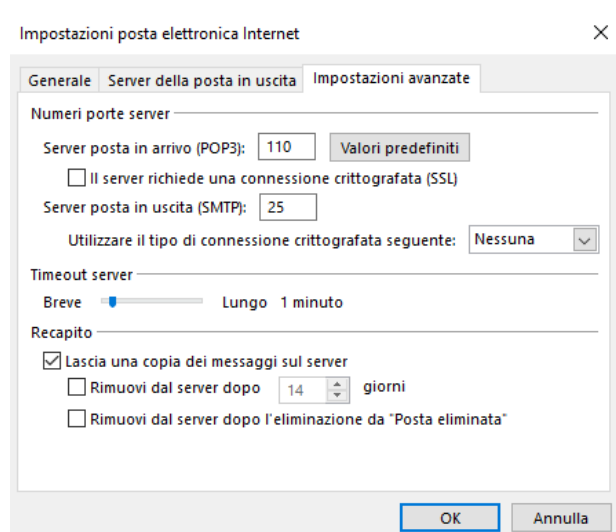 Impostazioni posta elettronica Internet
Generale Server della posta in uscita Impostazioni avanzate
Numeri porte server
Server posta in arrivo (POP3): 110 Valori predefiniti
Il server richiede una connessione crittografata (SSL)
Server posta in uscita (SMTP): 25
Utilizzare il tipo di connessione crittografata seguente: Nessuna
Timeout server
Breve Lungo 1 minuto
Recapito
Lascia una copia dei messaggi sul server
Rimuovi dal server dopo 14 giorni
Rimuovi dal server dopo l'eliminazione da "Posta eliminata"
OK Annulla